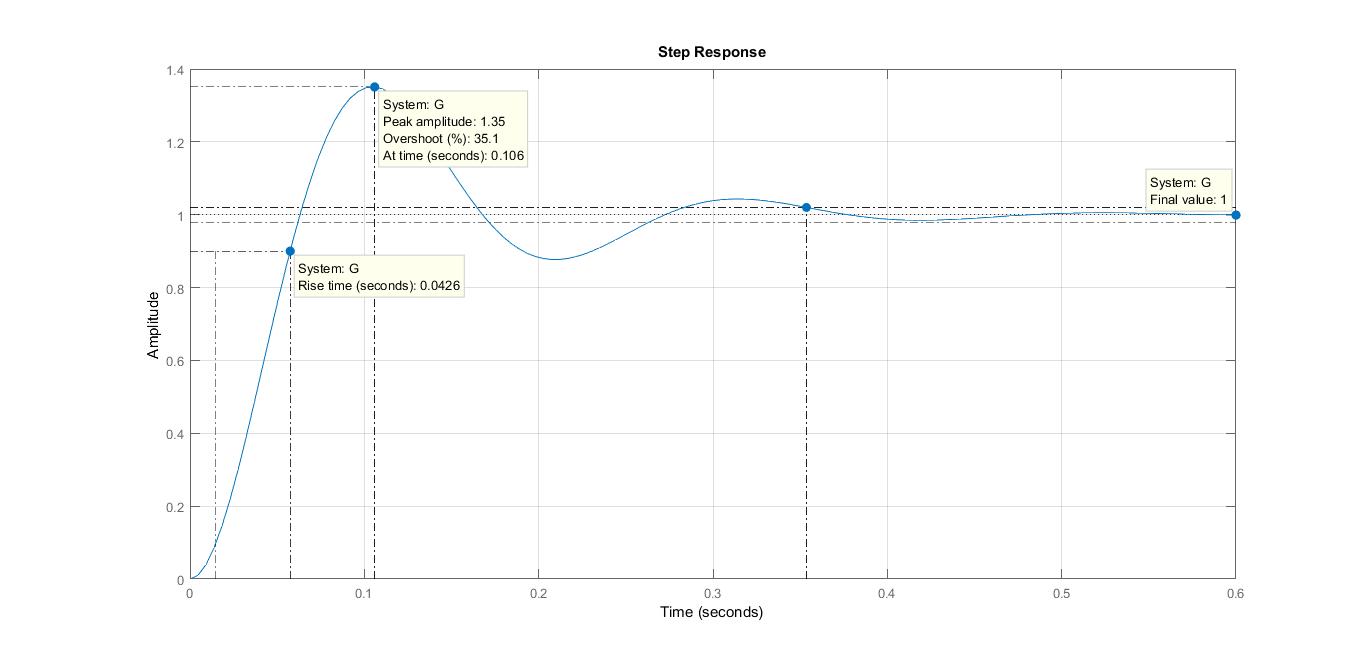 Step Response
1.4
System: G
Peak amplitude: 1.35
Overshoot (%): 35.1
At time (seconds): 0.106
1.2
System: G
Final value: 1
1
System: G
Rise time (seconds): 0.0426
0.8
0.6
0.4
0.2
0
Amplitude
0
0.1
0.2
0.3
0.4
0.5
0.6
Time (seconds)